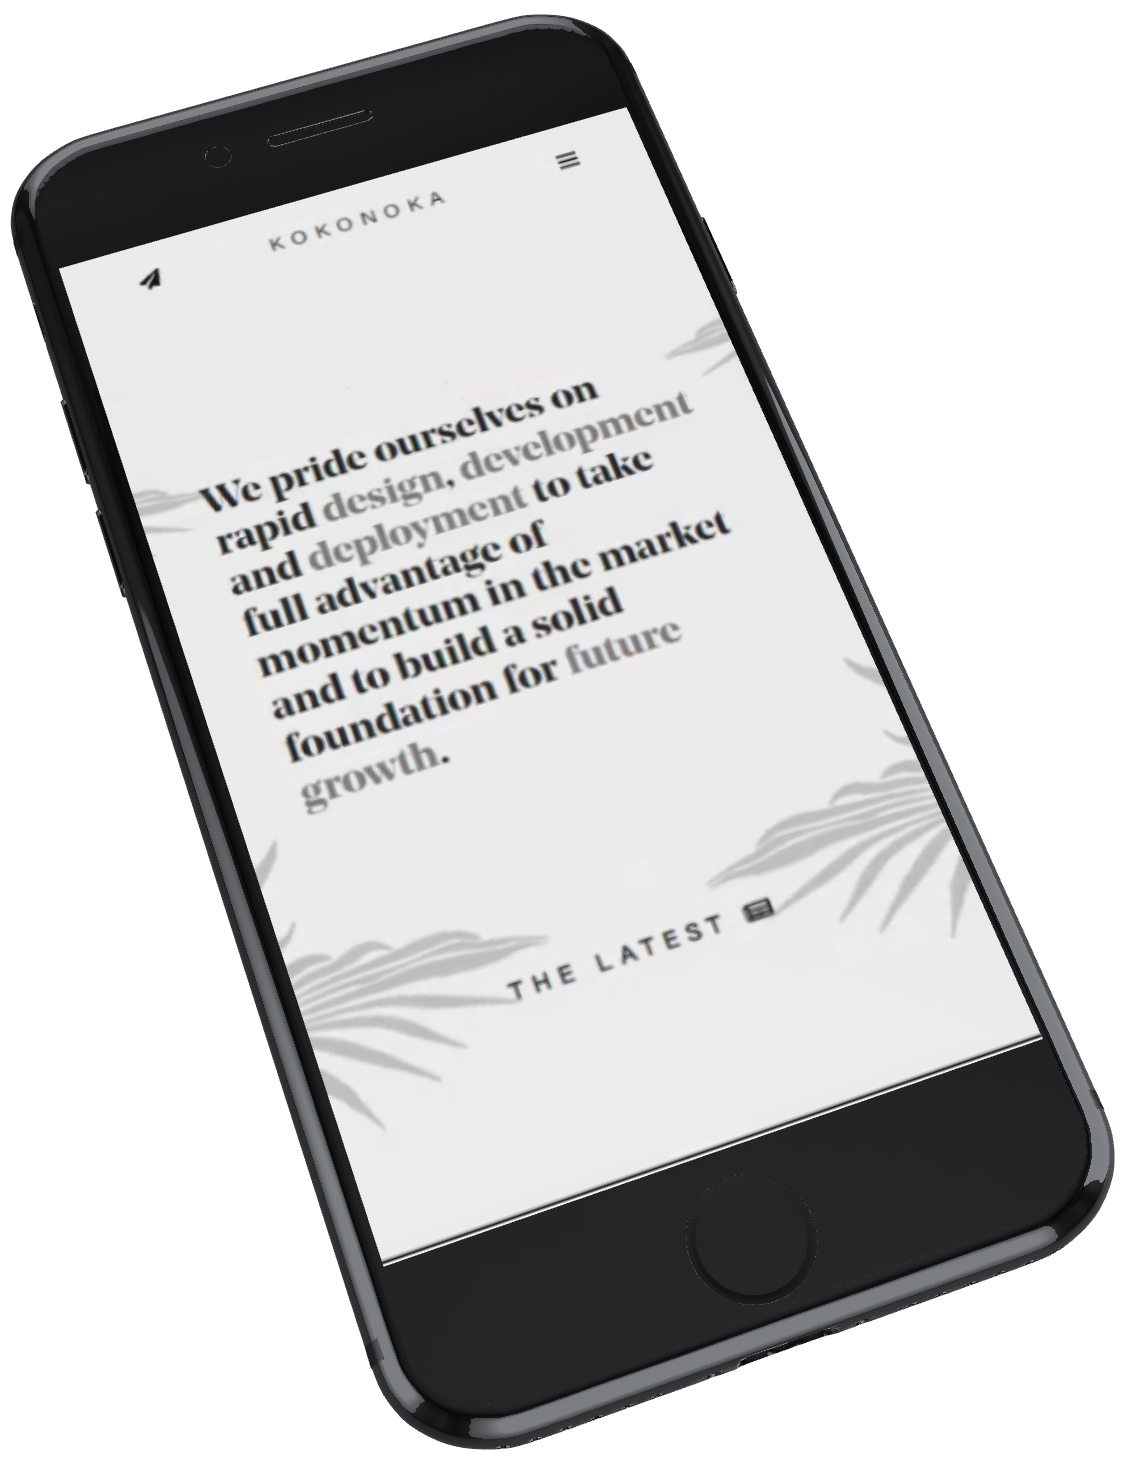 KOKONOKA
We pride ourselves on
rapid design, development
and deployment to take
full advantage of
momentum in the market
and to build a solid
foundation for future
growth.
THE LATEST